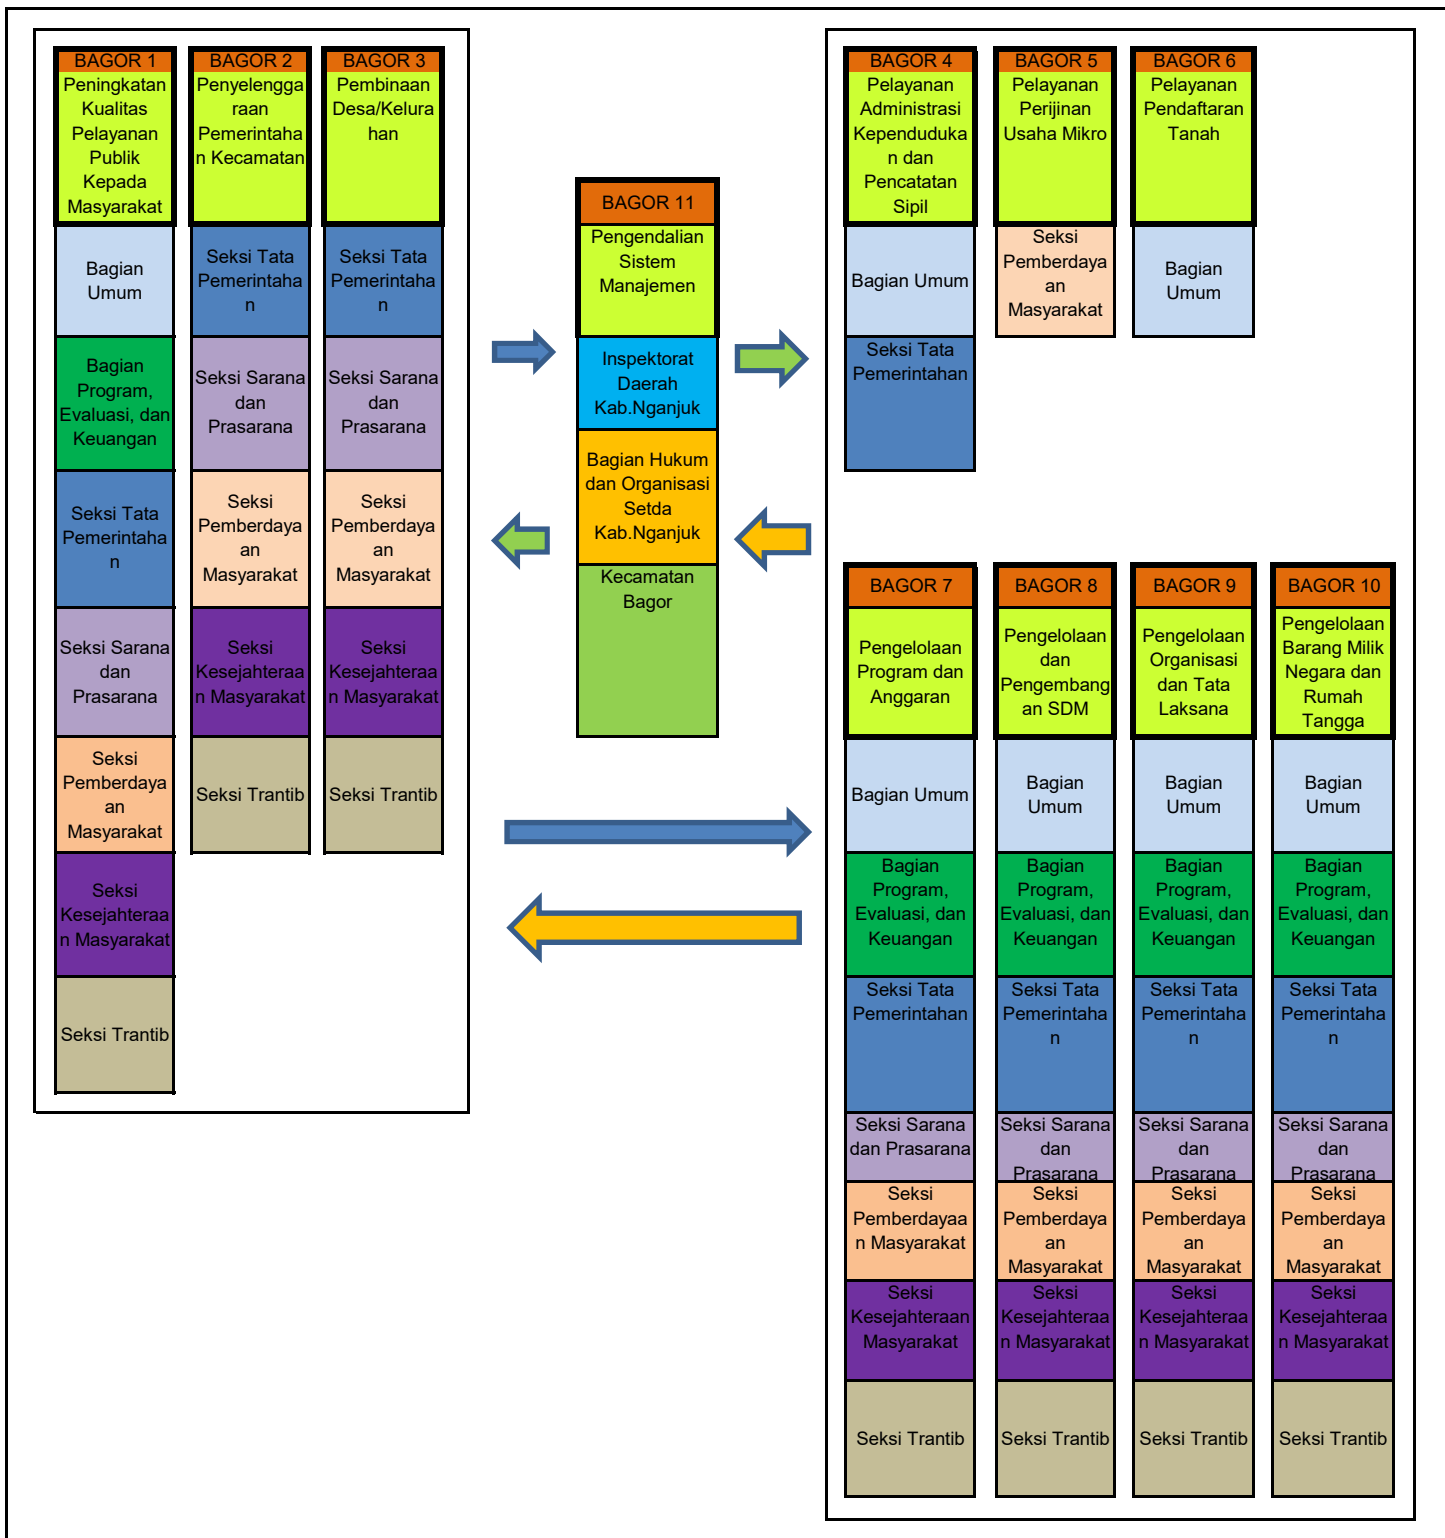 BAGOR 1
Peningkatan
Kualitas
Pelayanan
Publik
Kepada
Masyarakat
Bagian
Umum
Bagian
Program,
Evaluasi, dan
Keuangan
Seksi Tata
Pemerintaha
n
Seksi Sarana
dan
Prasarana
Seksi
Pemberdaya
an
Masyarakat
Seksi
Kesejahteraa
n Masyarakat
Seksi Trantib
BAGOR 2
Penyelengga
raan
Pemerintaha
n Kecamatan
Seksi Tata
Pemerintaha
n
Seksi Sarana
dan
Prasarana
Seksi
Pemberdaya
an
Masyarakat
Seksi
Kesejahteraa
n Masyarakat
Seksi Trantib
BAGOR 3
Pembinaan
Desa/Kelura
han
Seksi Tata
Pemerintaha
n
Seksi Sarana
dan
Prasarana
Seksi
Pemberdaya
an
Masyarakat
Seksi
Kesejahteraa
n Masyarakat
Seksi Trantib
BAGOR 11
Pengendalian
Sistem
Manajemen
Inspektorat
Daerah
Kab.Nganjuk
Bagian Hukum
dan Organisasi
Setda
Kab.Nganjuk
Kecamatan
Bagor
BAGOR 4
Pelayanan
Administrasi
Kependuduka
n dan
Pencatatan
Sipil
Bagian Umum
Seksi Tata
Pemerintahan
BAGOR 5
Pelayanan
Perijinan
Usaha Mikro
Seksi
Pemberdaya
an
Masyarakat
BAGOR 6
Pelayanan
Pendaftaran
Tanah
Bagian
Umum
BAGOR 7
Pengelolaan
Program dan
Anggaran
Bagian Umum
Bagian
Program,
Evaluasi, dan
Keuangan
Seksi Tata
Pemerintahan
Seksi Sarana
dan Prasarana
Seksi
Pemberdayaa
n Masyarakat
Seksi
Kesejahteraan
Masyarakat
Seksi Trantib
BAGOR 8
Pengelolaan
dan
Pengembang
an SDM
Bagian
Umum
Bagian
Program,
Evaluasi, dan
Keuangan
Seksi Tata
Pemerintaha
n
Seksi Sarana
dan
Prasarana
Seksi
Pemberdaya
an
Masyarakat
Seksi
Kesejahteraa
n Masyarakat
Seksi Trantib
BAGOR 9
Pengelolaan
Organisasi
dan Tata
Laksana
Bagian
Umum
Bagian
Program,
Evaluasi, dan
Keuangan
Seksi Tata
Pemerintaha
n
Seksi Sarana
dan
Prasarana
Seksi
Pemberdaya
an
Masyarakat
Seksi
Kesejahteraa
n Masyarakat
Seksi Trantib
BAGOR 10
Pengelolaan
Barang Milik
Negara dan
Rumah
Tangga
Bagian
Umum
Bagian
Program,
Evaluasi, dan
Keuangan
Seksi Tata
Pemerintaha
n
Seksi Sarana
dan
Prasarana
Seksi
Pemberdaya
an
Masyarakat
Seksi
Kesejahteraa
n Masyarakat
Seksi Trantib